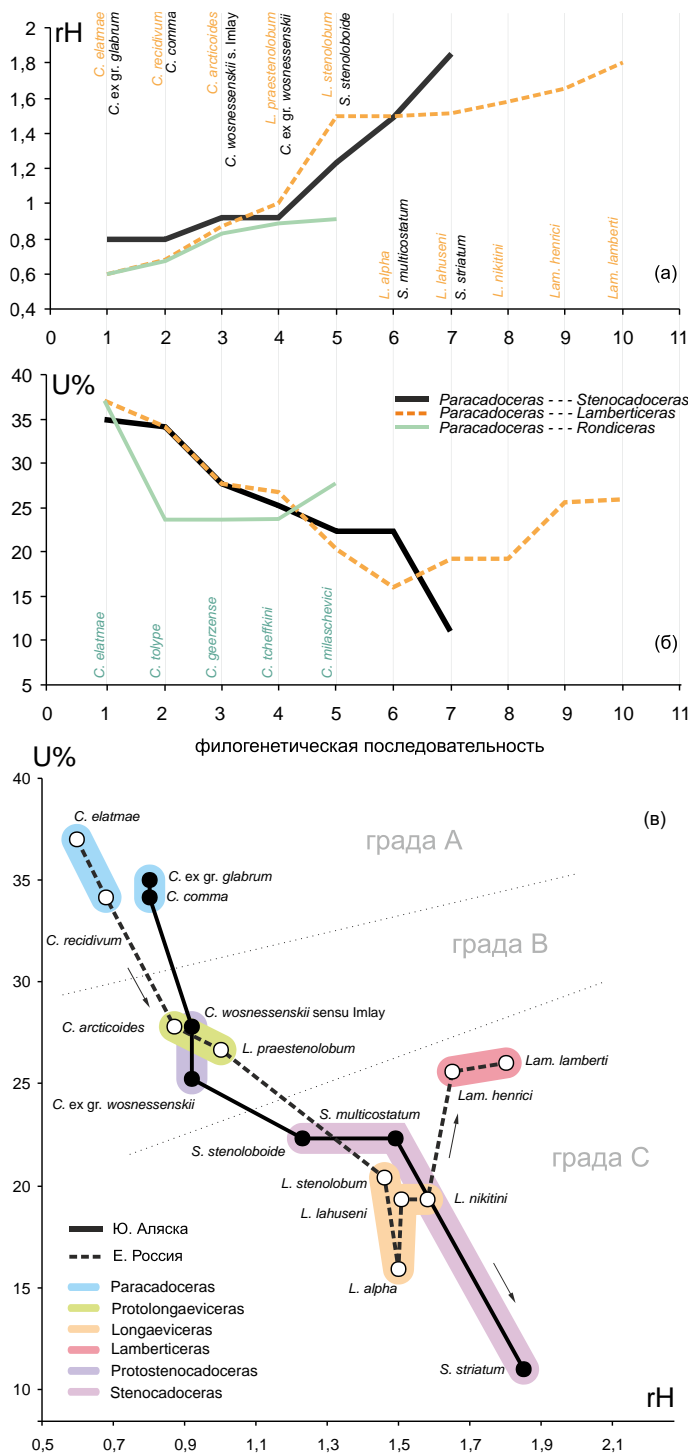 rH
C. elatmae
C. ex gr. glabrum
C. recidivum
C. comma
C. arcticoides
C. wosnessenskii s. Imlay
L. praestenolobum
C. ex gr. wosnessenskii
L. stenolobum
S. stenoloboide
2
1,8
1,6
1,4
1,2
1
0,8
0,6
0,4
L. alpha
S. multicostatum
L. lahuseni
S. striatum
L. nikitini
Lam. henrici
Lam. lamberti
(а)
0 1 2 3 4 5 6 7 8 9 10 11
U%
40
35
30
25
20
15
10
5
Paracadoceras - - - Stenocadoceras
Paracadoceras - - - Lamberticeras
Paracadoceras - - - Rondiceras
C. elatmae
C. tolype
C. geerzense
C. tcheffkini
C. milaschevici
(б)
0 1 2 3 4 5 6 7 8 9 10 11
филогенетическая последовательность
U%
40
35
30
25
20
15
10
(в)
C. elatmae
града A
C. ex gr. glabrum
C. comma
C. recidivum
града B
C. arcticoides
C. wosnessenskii sensu Imlay
L. praestenolobum
Lam. lamberti
Lam. henrici
C. ex gr. wosnessenskii
S. multicostatum
S. stenoloboide
града C
L. stenolobum
L. lahuseni
L. nikitini
L. alpha
S. striatum
Ю. Аляска
Е. Россия
Paracadoceras
Protolongaeviceras
Longaeviceras
Lamberticeras
Protostenocadoceras
Stenocadoceras
rH
0,5 0,7 0,9 1,1 1,3 1,5 1,7 1,9 2,1